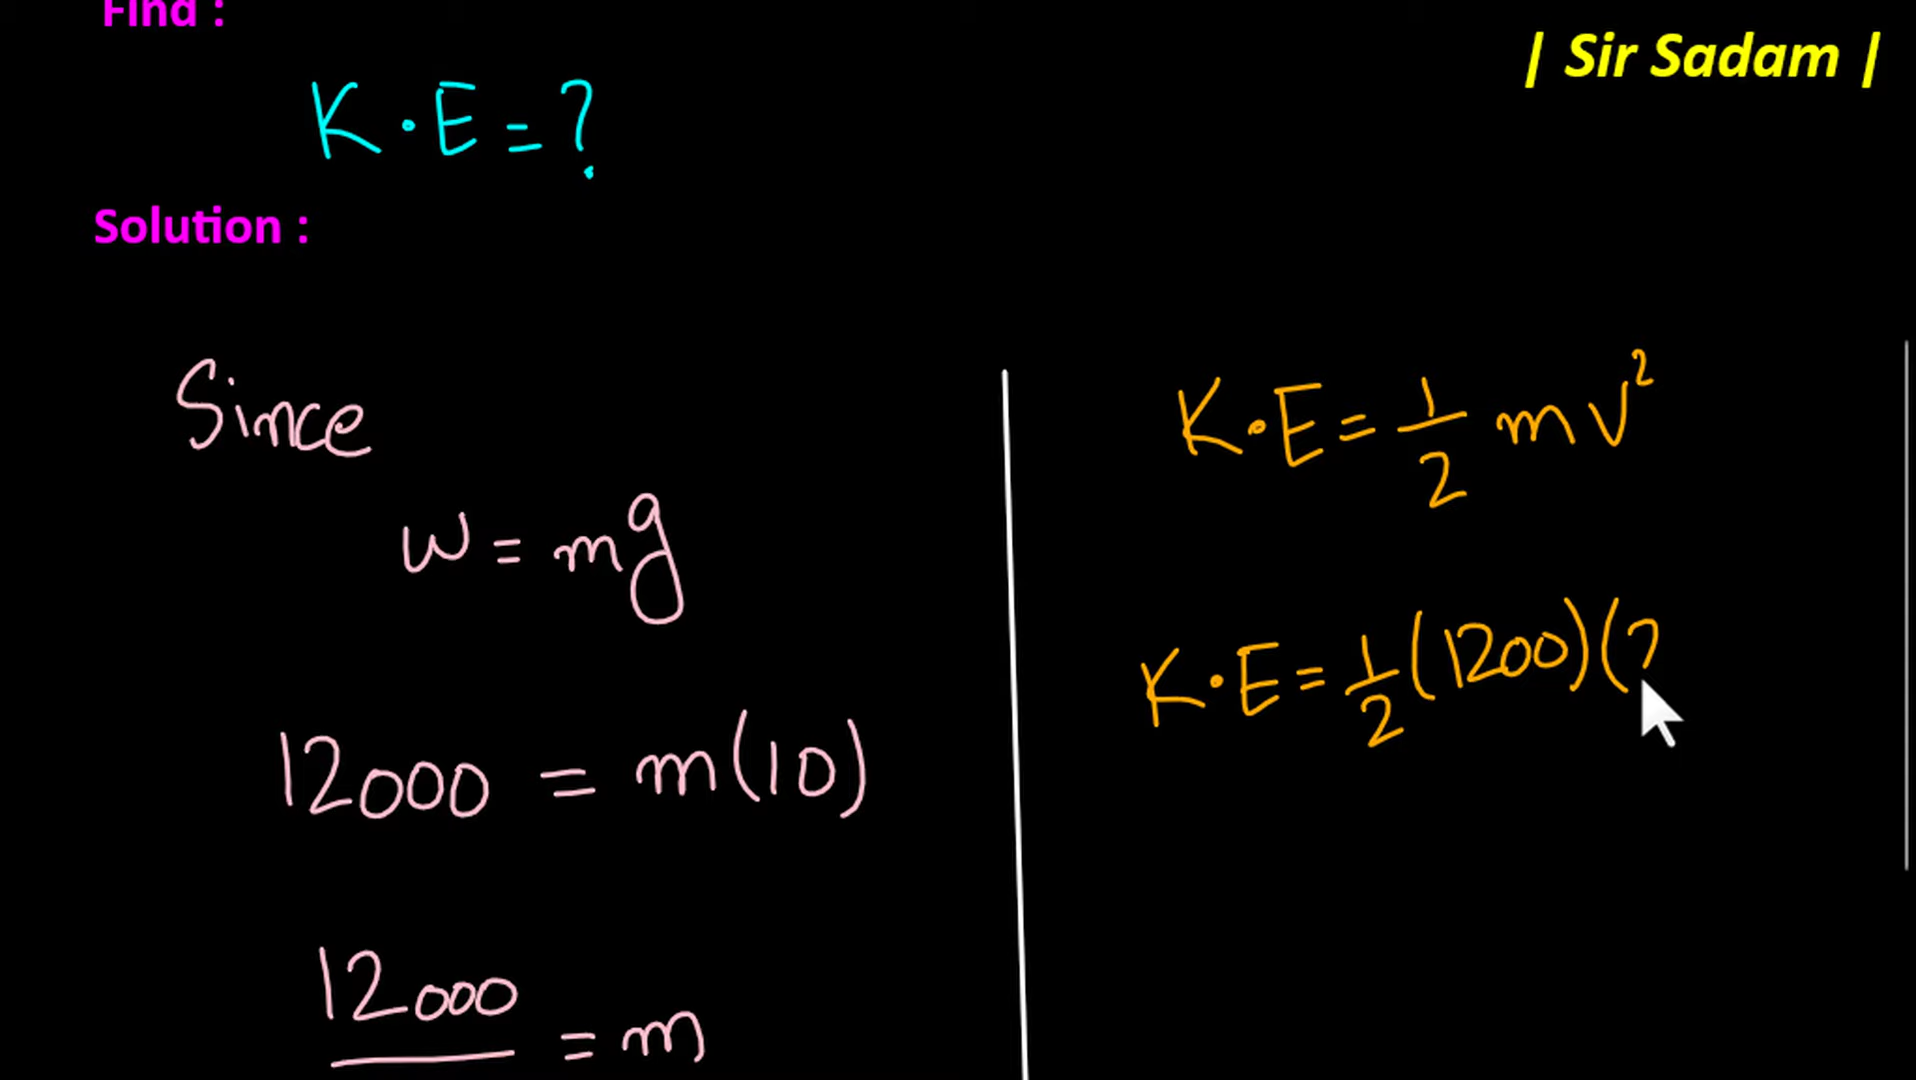 Find :
| Sir Sadam |
K·E = ?
Solution :
Since
w = mg
12000 = m(10)
12000 = m
K·E = 1/2 mv²
K·E = 1/2 (1200)(